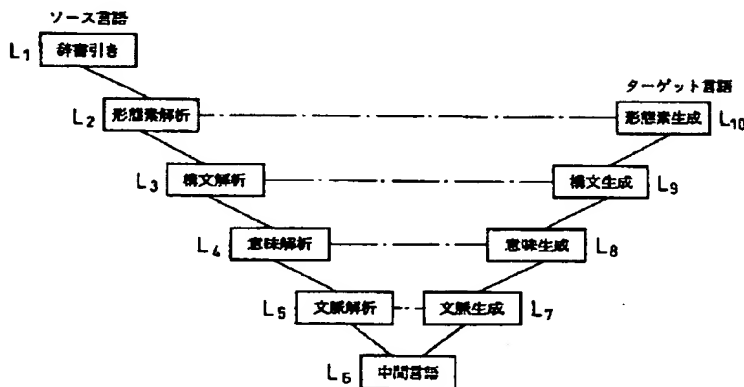 ソース言語
L1 辞書引き
ターゲット言語
L2 形態素解析 形態素生成 L10
L3 構文解析 構文生成 L9
L4 意味解析 意味生成 L8
L5 文脈解析 文脈生成 L7
L6 中間言語